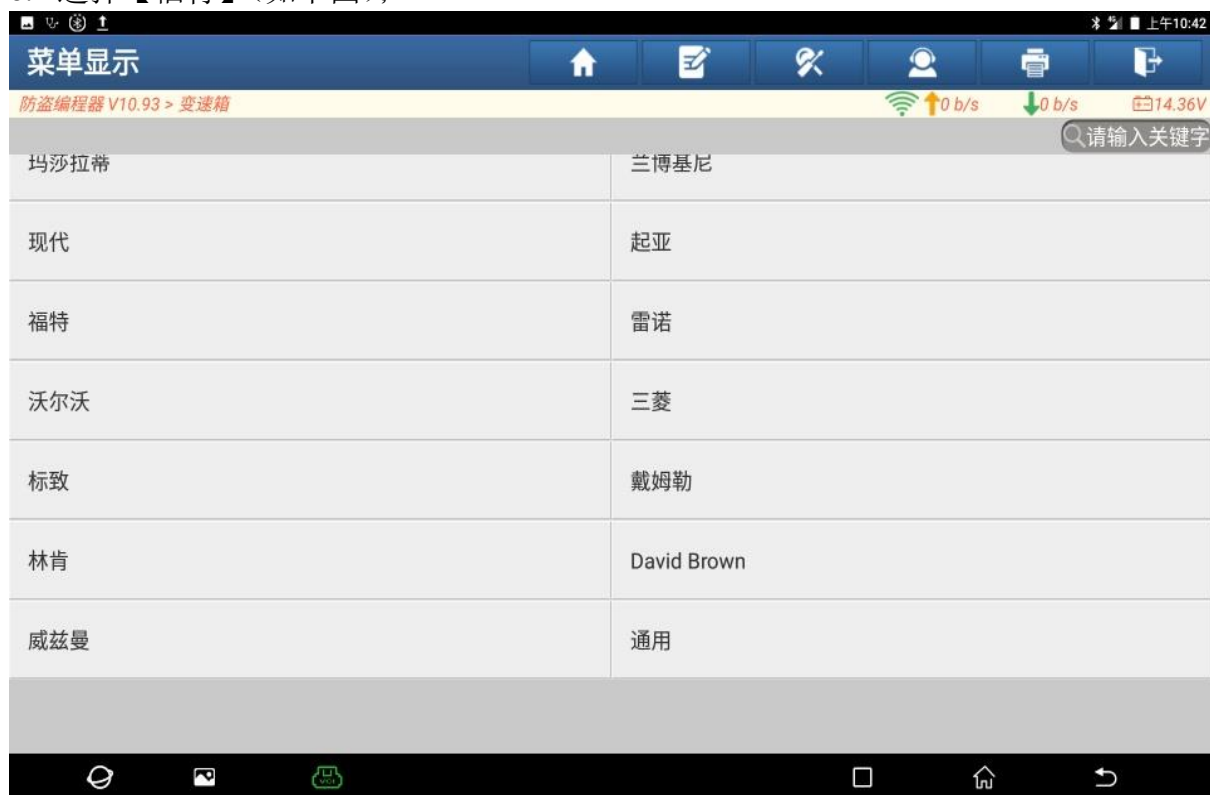 上午10:42
菜单显示
防盗编程器 V10.93 > 变速箱 0 b/s 0 b/s 14.36V
请输入关键字
玛莎拉蒂 兰博基尼
现代 起亚
福特 雷诺
沃尔沃 三菱
标致 戴姆勒
林肯 David Brown
威兹曼 通用
VCI